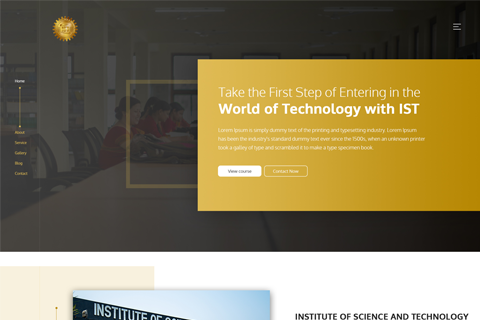 Home
About
Service
Gallery
Blog
Contact
Take the First Step of Entering in the
World of Technology with IST
Lorem Ipsum is simply dummy text of the printing and typesetting industry. Lorem Ipsum
has been the industry's standard dummy text ever since the 1500s, when an unknown printer
took a galley of type and scrambled it to make a type specimen book.
View course
Contact Now
INSTITUTE OF
INSTITUTE OF SCIENCE AND TECHNOLOGY